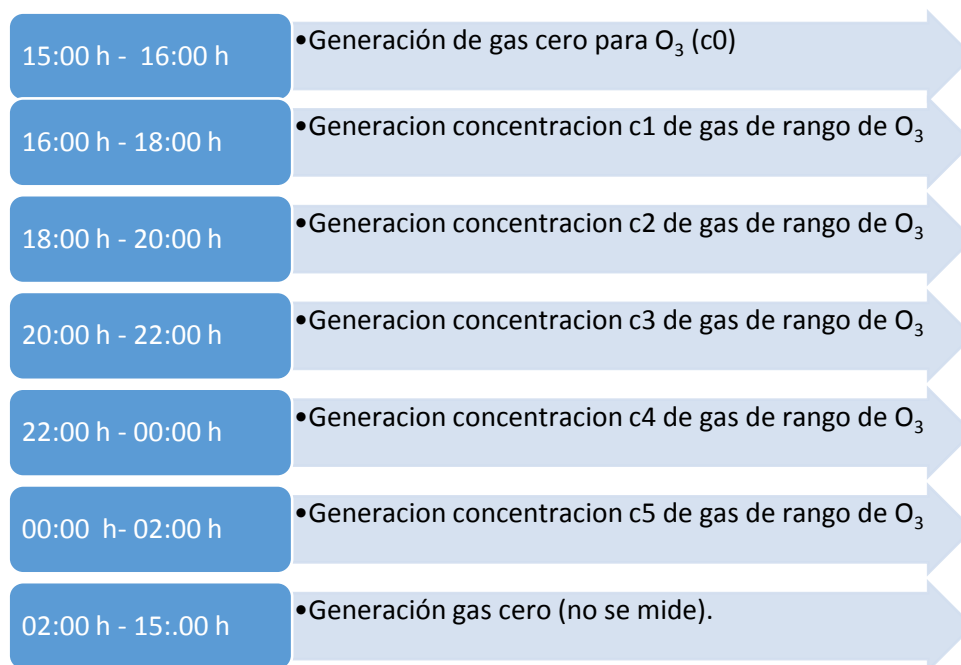 15:00 h -  16:00 h
•Generación de gas cero para O₃ (c0)
16:00 h - 18:00 h
•Generacion concentracion c1 de gas de rango de O₃
18:00 h - 20:00 h
•Generacion concentracion c2 de gas de rango de O₃
20:00 h - 22:00 h
•Generacion concentracion c3 de gas de rango de O₃
22:00 h - 00:00 h
•Generacion concentracion c4 de gas de rango de O₃
00:00  h- 02:00 h
•Generacion concentracion c5 de gas de rango de O₃
02:00 h - 15:.00 h
•Generación gas cero (no se mide).